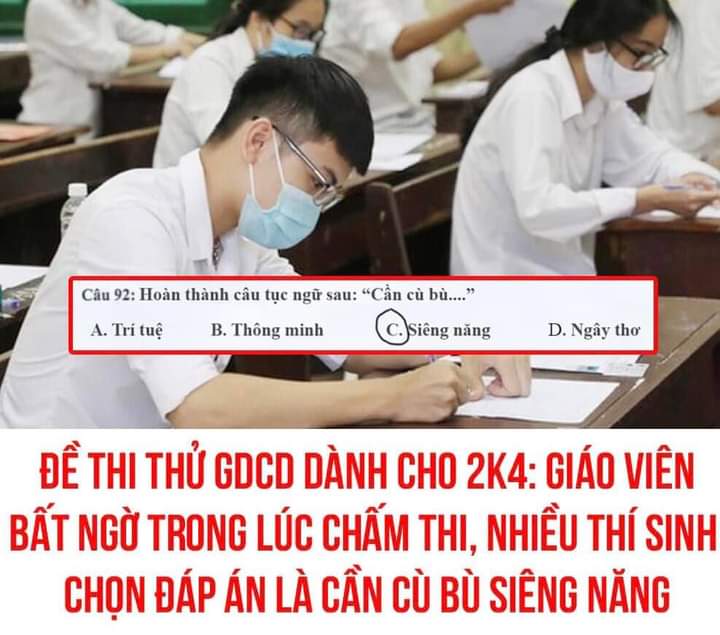 Câu 92: Hoàn thành câu tục ngữ sau: “Cần cù bù....”
A. Trí tuệ B. Thông minh C. Siêng năng D. Ngây thơ
ĐỀ THI THỬ GDCD DÀNH CHO 2K4: GIÁO VIÊN
BẤT NGỜ TRONG LÚC CHẤM THI, NHIỀU THÍ SINH
CHỌN ĐÁP ÁN LÀ CẦN CÙ BÙ SIÊNG NĂNG